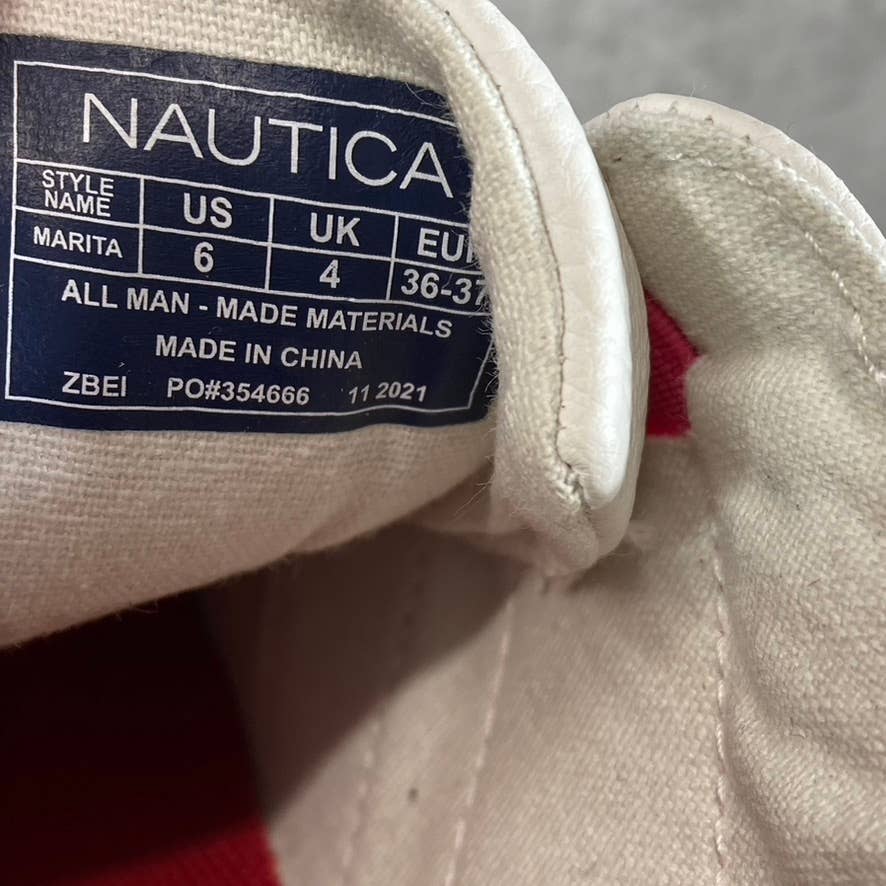 NAUTICA
STYLE NAME US UK EUR
MARITA 6 4 36-37
ALL MAN - MADE MATERIALS
MADE IN CHINA
ZBEI PO#354666 11 2021